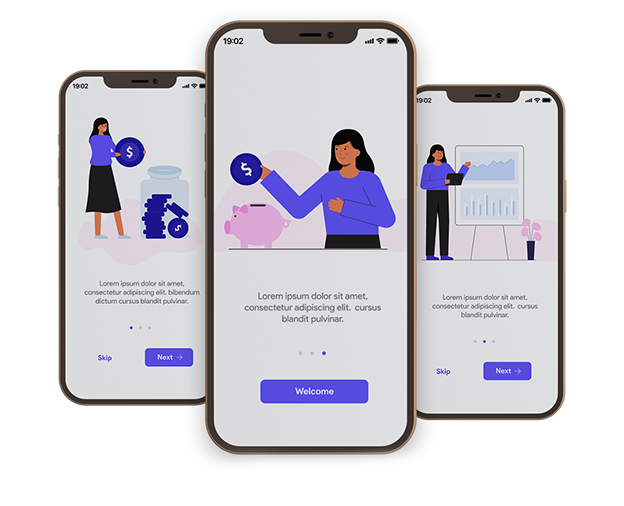 19:02
Lorem ipsum dolor sit amet,
consectetur adipiscing elit. bibendum
dictum cursus blandit pulvinar.
Skip
Next →
19:02
$
Lorem ipsum dolor sit amet,
consectetur adipiscing elit. cursus
blandit pulvinar.
Welcome
19:02
Lorem ipsum dolor sit amet,
consectetur adipiscing elit. cursus
blandit pulvinar.
Skip
Next →